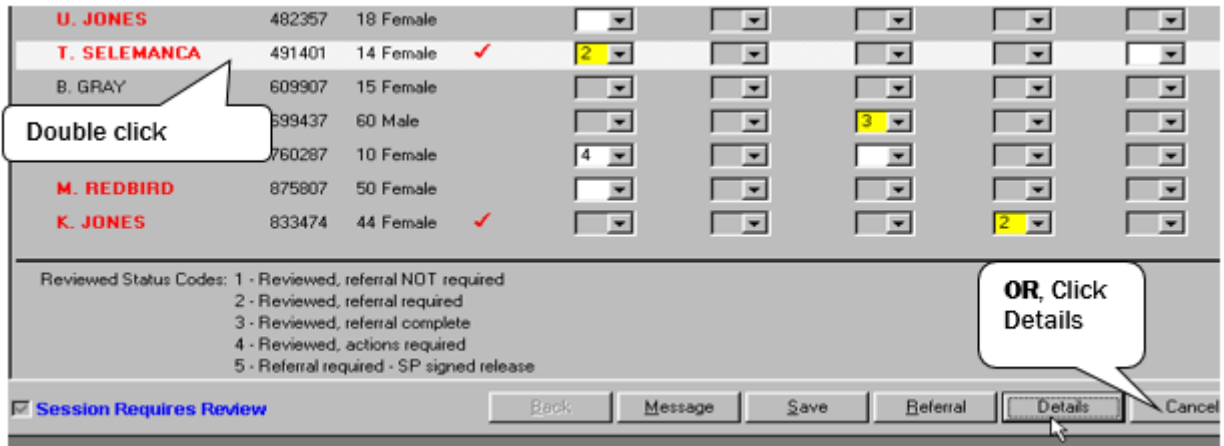 U. JONES 482357 18 Female
T. SELEMANCA 491401 14 Female ✓ 2
B. GRAY 609907 15 Female
Double click
699437 60 Male 3
760287 10 Female 4
M. REDBIRD 875807 50 Female
K. JONES 833474 44 Female ✓ 2
Reviewed Status Codes: 1 - Reviewed, referral NOT required
2 - Reviewed, referral required
3 - Reviewed, referral complete
4 - Reviewed, actions required
5 - Referral required - SP signed release
OR, Click
Details
Session Requires Review Back Message Save Referral Details Cancel